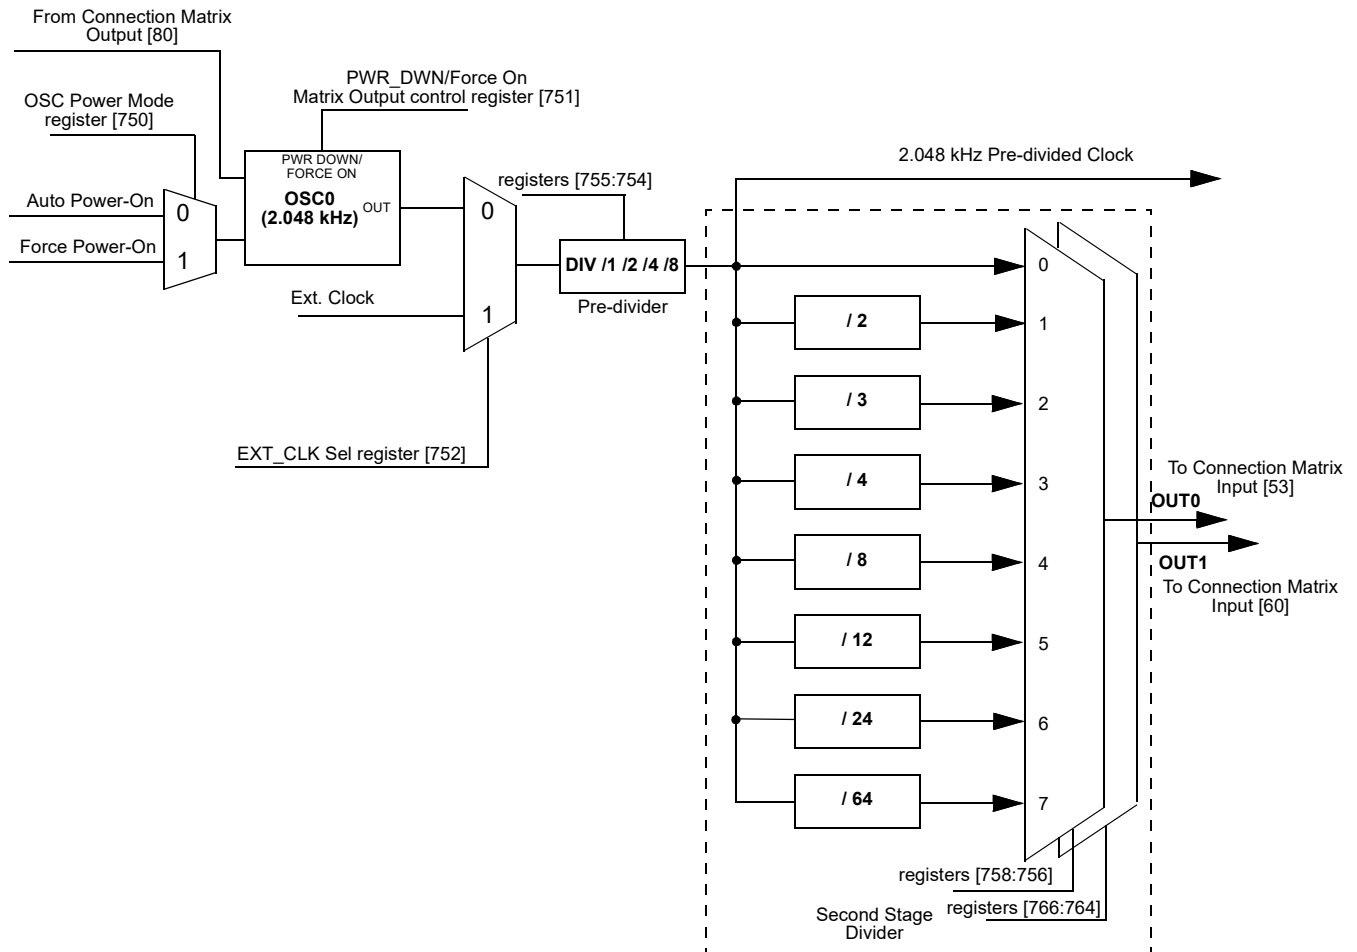 From Connection Matrix
Output [80]
PWR_DWN/Force On
Matrix Output control register [751]
OSC Power Mode
register [750]
PWR DOWN/
FORCE ON
OSC0
(2.048 kHz)
OUT
Auto Power-On
0
Force Power-On
1
0
1
Ext. Clock
EXT_CLK Sel register [752]
registers [755:754]
DIV /1 /2 /4 /8
Pre-divider
2.048 kHz Pre-divided Clock
0
/ 2
1
/ 3
2
/ 4
3
/ 8
4
/ 12
5
/ 24
6
/ 64
7
To Connection Matrix
Input [53]
OUT0
OUT1
To Connection Matrix
Input [60]
registers [758:756]
registers [766:764]
Second Stage
Divider